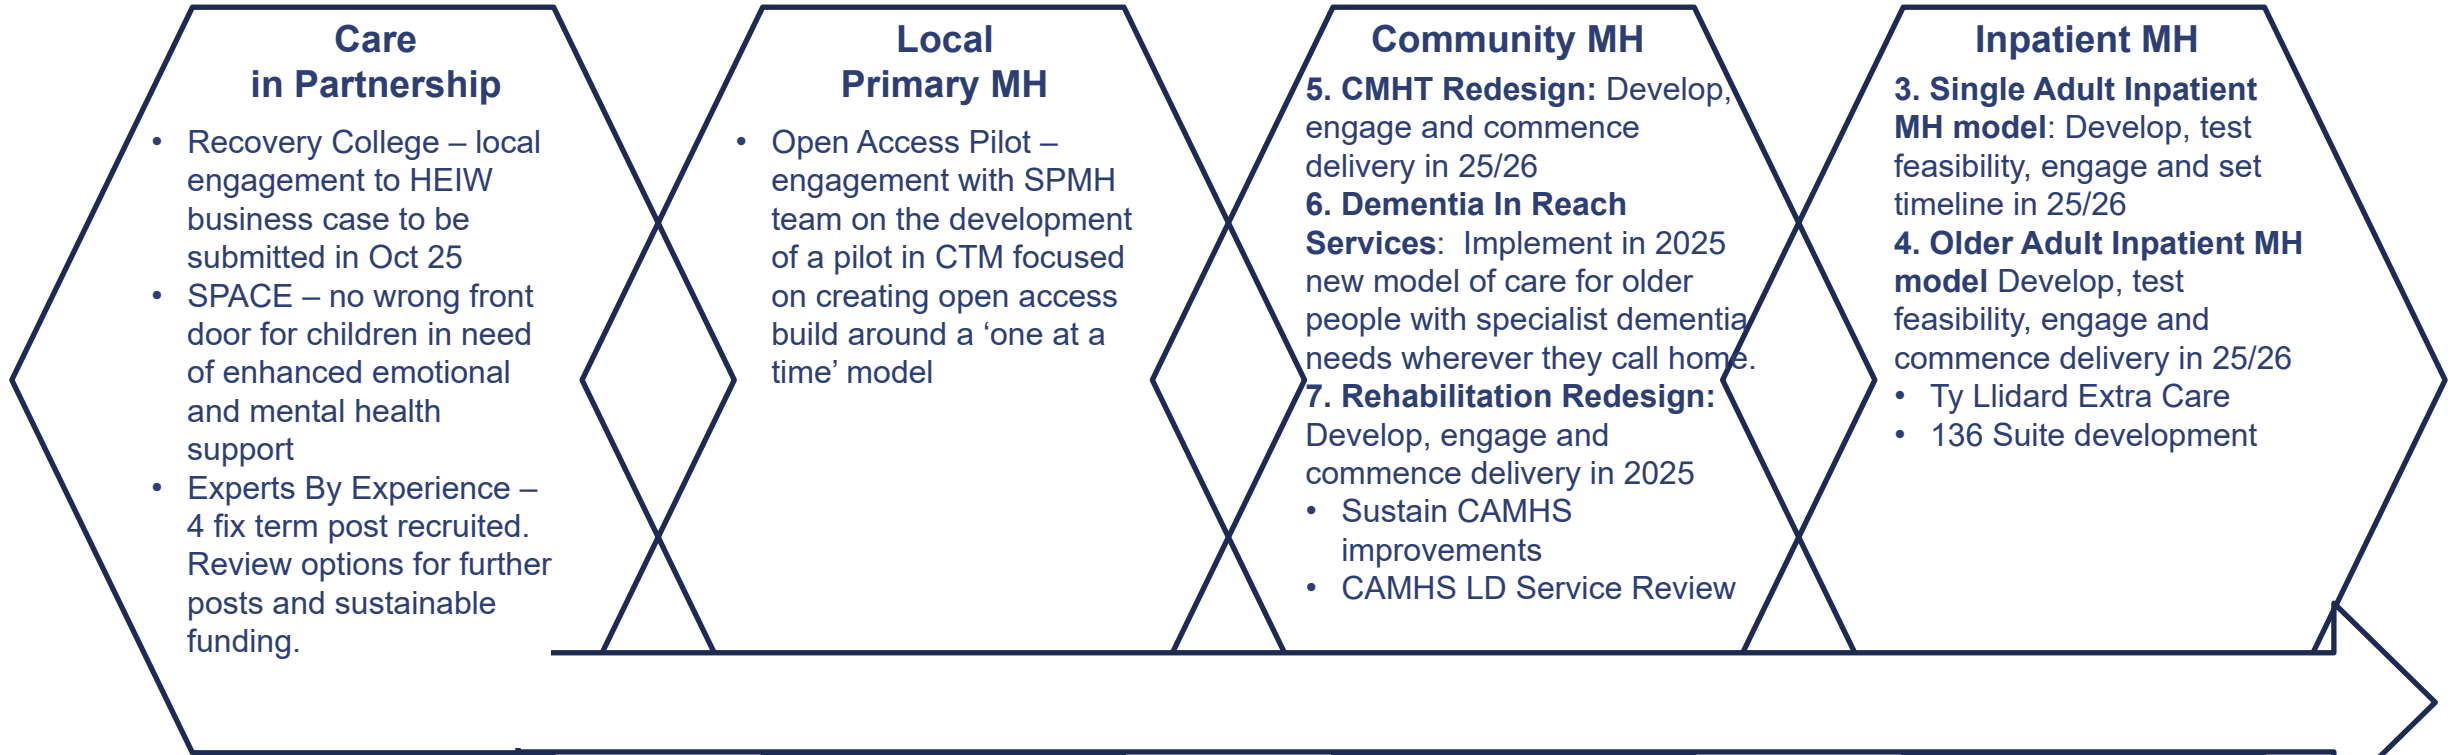 Care
in Partnership
• Recovery College – local
engagement to HEIW
business case to be
submitted in Oct 25
• SPACE – no wrong front
door for children in need
of enhanced emotional
and mental health
support
• Experts By Experience –
4 fix term post recruited.
Review options for further
posts and sustainable
funding.
Local
Primary MH
• Open Access Pilot –
engagement with SPMH
team on the development
of a pilot in CTM focused
on creating open access
build around a ‘one at a
time’ model
Community MH
5. CMHT Redesign: Develop,
engage and commence
delivery in 25/26
6. Dementia In Reach
Services:  Implement in 2025
new model of care for older
people with specialist dementia
needs wherever they call home.
7. Rehabilitation Redesign:
Develop, engage and
commence delivery in 2025
• Sustain CAMHS
improvements
• CAMHS LD Service Review
Inpatient MH
3. Single Adult Inpatient
MH model: Develop, test
feasibility, engage and set
timeline in 25/26
4. Older Adult Inpatient MH
model Develop, test
feasibility, engage and
commence delivery in 25/26
• Ty Llidard Extra Care
• 136 Suite development